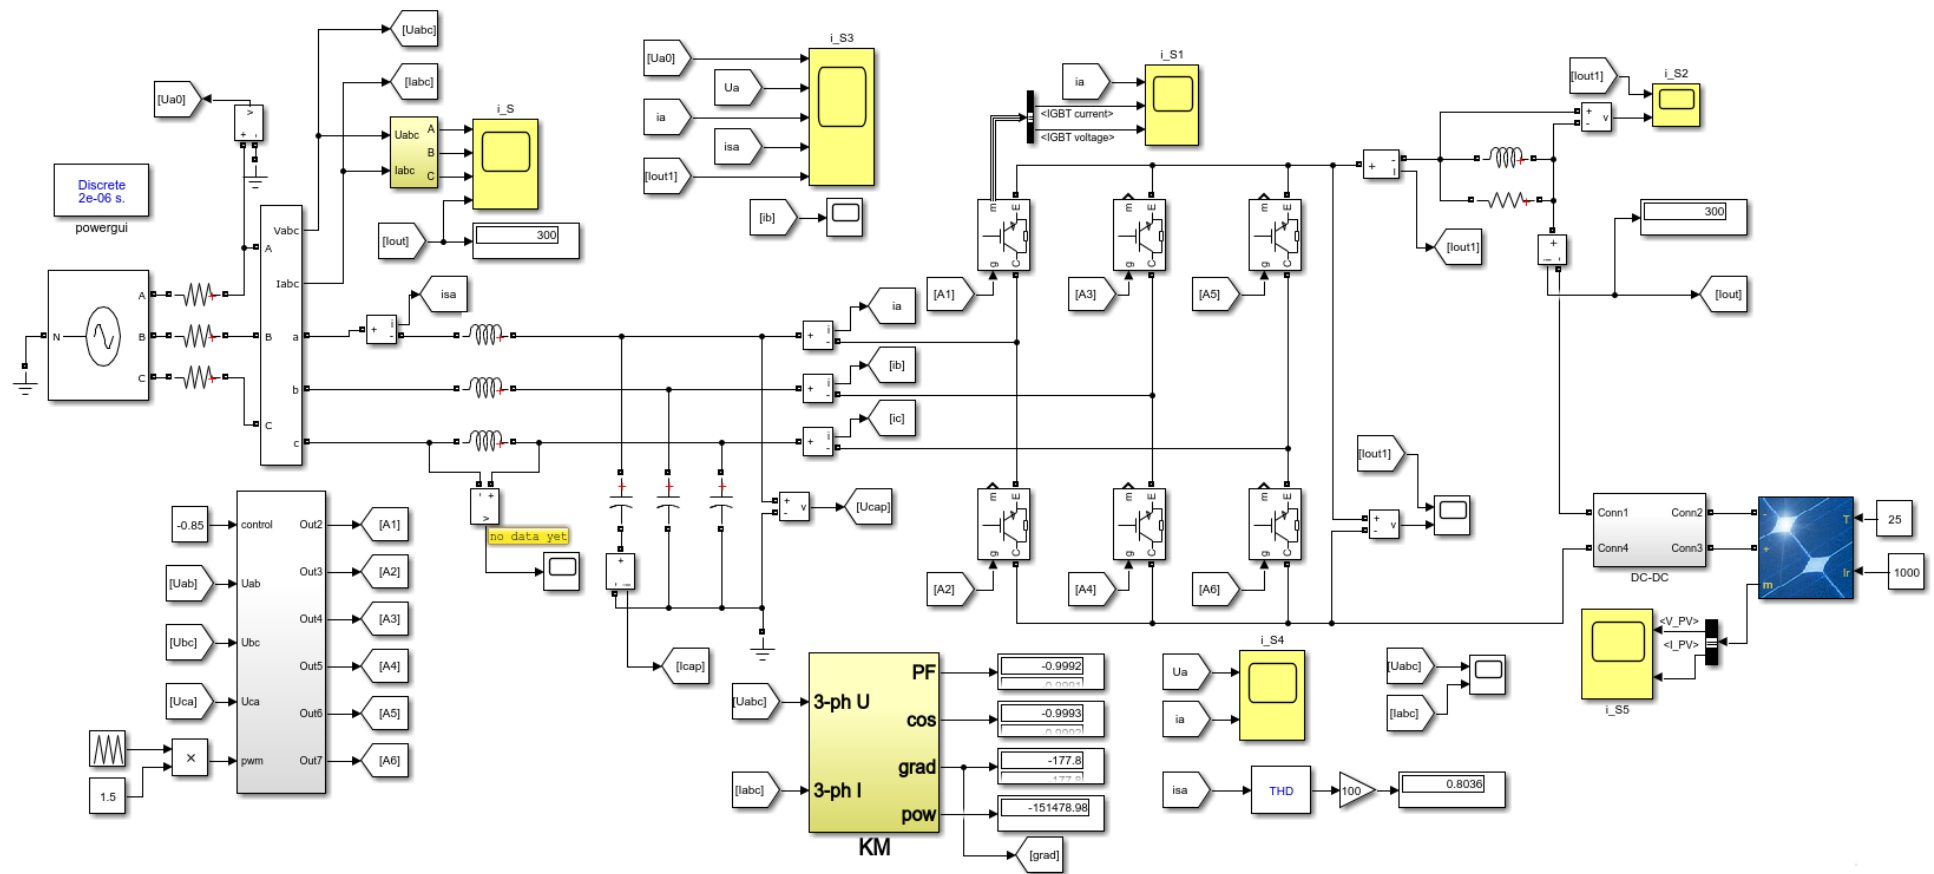 [Uabc]
[Iabc]
[Ua0]
>
+ -
i_S
Uabc
Iabc
A
B
C
[Iout]
300
Discrete
2e-06 s.
powergui
N
A
B
C
Vabc
Iabc
A
B
C
a
b
c
isa
+
i
-
i_S3
[Ua0]
Ua
ia
isa
[Iout1]
[ib]
i_S1
ia
<IGBT current>
<IGBT voltage>
i_S2
[Iout1]
+
-
v
+
-
I
[Iout1]
300
[Iout]
m
E
g
C
m
E
g
C
m
E
g
C
[A1]
[A3]
[A5]
+
i
-
ia
+
i
-
[ib]
+
i
-
[ic]
m
E
g
C
m
E
g
C
m
E
g
C
[A2]
[A4]
[A6]
- +
>
no data yet
+
-
v
[Ucap]
[Icap]
[Iout1]
+
-
v
-0.85
control
Uab
Ubc
Uca
pwm
Out2
Out3
Out4
Out5
Out6
Out7
[Uab]
[Ubc]
[Uca]
×
1.5
[A1]
[A2]
[A3]
[A4]
[A5]
[A6]
[Uabc]
[Iabc]
3-ph U
3-ph I
PF
cos
grad
pow
KM
-0.9992
-0.9991
-0.9993
-0.9992
-177.8
-177.8
-151478.98
[grad]
i_S4
Ua
ia
[Uabc]
[Iabc]
isa
THD
100
0.8036
Conn1
Conn4
Conn2
Conn3
DC-DC
-
+
m
T
Ir
25
1000
<V_PV>
<I_PV>
i_S5